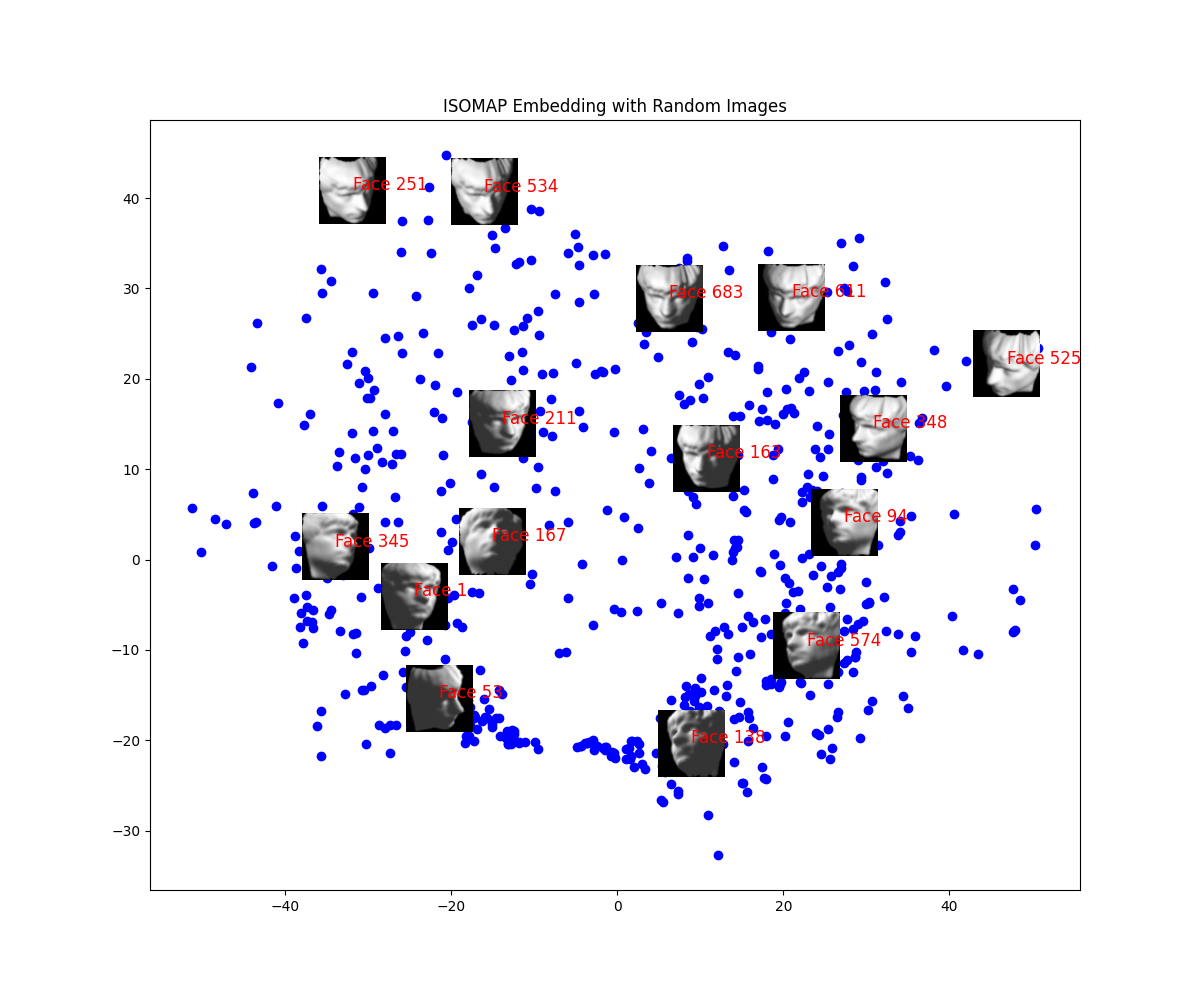 ISOMAP Embedding with Random Images
Face 251
Face 534
Face 683
Face 611
Face 525
Face 211
Face 848
Face 163
Face 94
Face 345
Face 167
Face 1
Face 574
Face 53
Face 138
40
30
20
10
0
−10
−20
−30
−40
−20
0
20
40